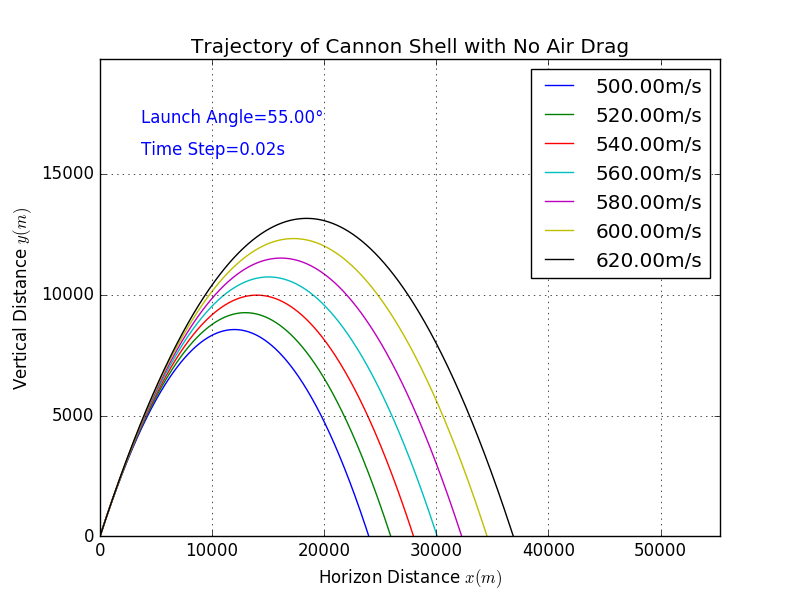 Trajectory of Cannon Shell with No Air Drag
Launch Angle=55.00°
Time Step=0.02s
500.00m/s
520.00m/s
540.00m/s
560.00m/s
580.00m/s
600.00m/s
620.00m/s
Vertical Distance y(m)
15000
10000
5000
0
0 10000 20000 30000 40000 50000
Horizon Distance x(m)